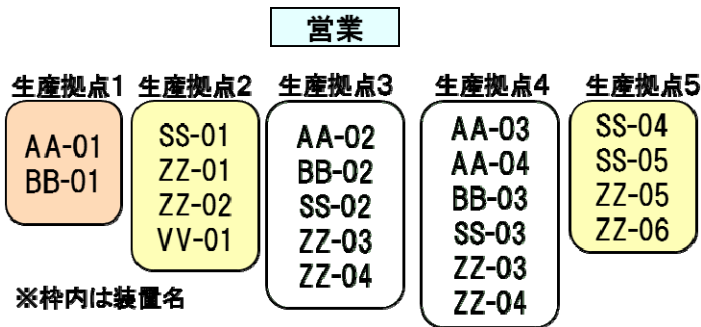 営業
生産拠点1
生産拠点2
生産拠点3
生産拠点4
生産拠点5
AA-01
BB-01
SS-01
ZZ-01
ZZ-02
VV-01
AA-02
BB-02
SS-02
ZZ-03
ZZ-04
AA-03
AA-04
BB-03
SS-03
ZZ-03
ZZ-04
SS-04
SS-05
ZZ-05
ZZ-06
※枠内は装置名